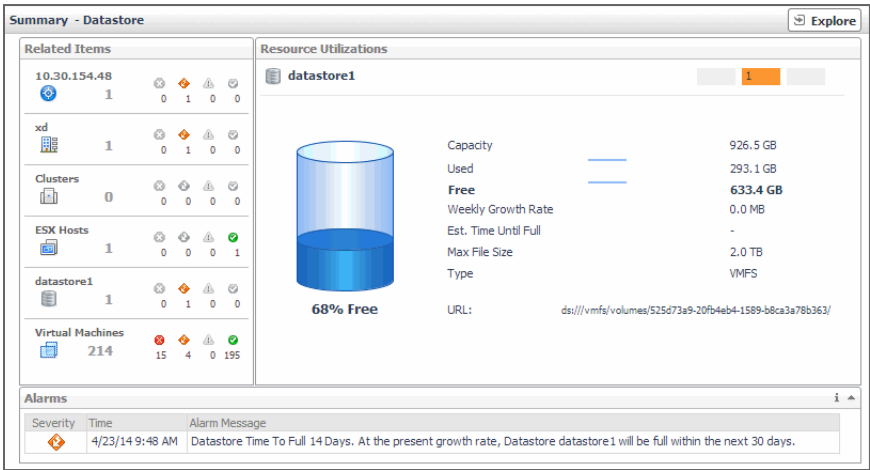 Summary - Datastore
Explore
Related Items
10.30.154.48
1
0 1 0 0
xd
1
0 1 0 0
Clusters
0
0 0 0 0
ESX Hosts
1
0 0 0 1
datastore1
1
0 1 0 0
Virtual Machines
214
15 4 0 195
Resource Utilizations
datastore1
1
68% Free
Capacity 926.5 GB
Used 293.1 GB
Free 633.4 GB
Weekly Growth Rate 0.0 MB
Est. Time Until Full -
Max File Size 2.0 TB
Type VMFS
URL: ds:///vmfs/volumes/525d73a9-20fb4eb4-1589-b8ca3a78b363/
Alarms
Severity Time Alarm Message
4/23/14 9:48 AM Datastore Time To Full 14 Days. At the present growth rate, Datastore datastore1 will be full within the next 30 days.